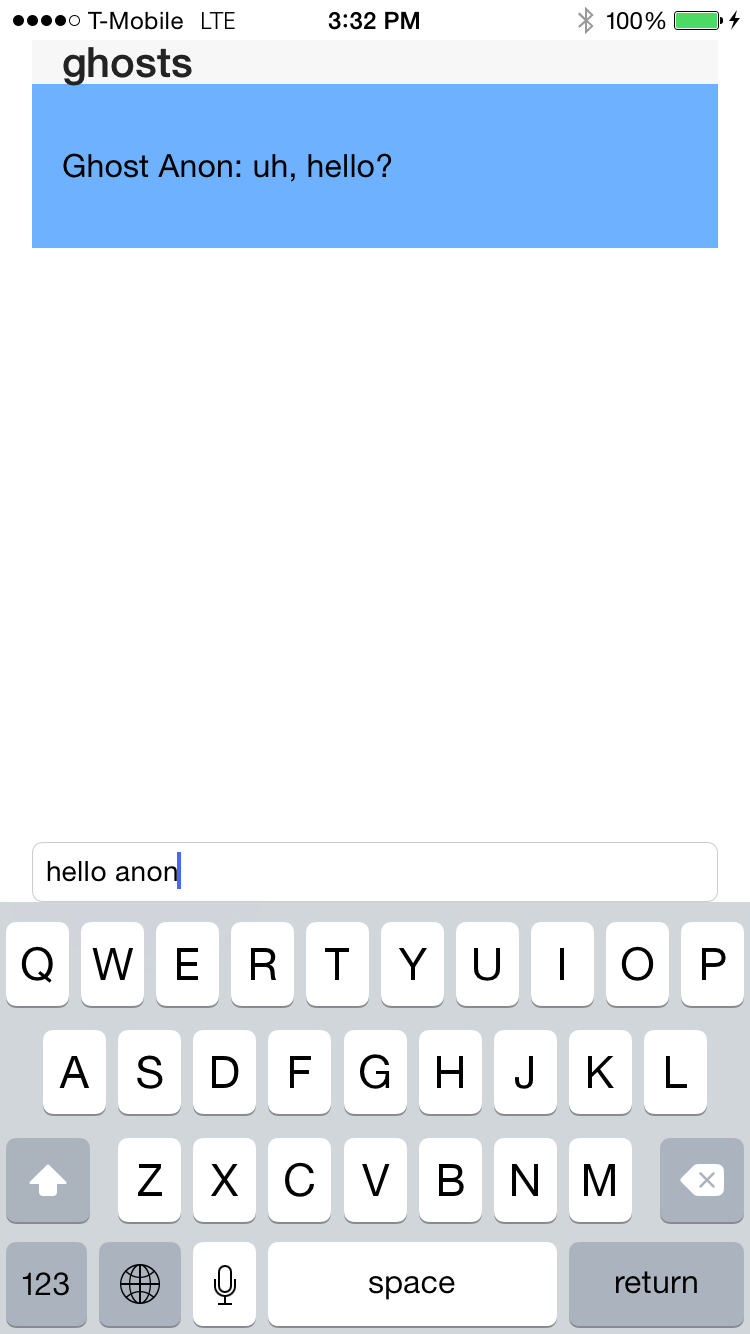 T-Mobile LTE 3:32 PM 100%
ghosts
Ghost Anon: uh, hello?
hello anon
Q W E R T Y U I O P
A S D F G H J K L
Z X C V B N M
123 space return